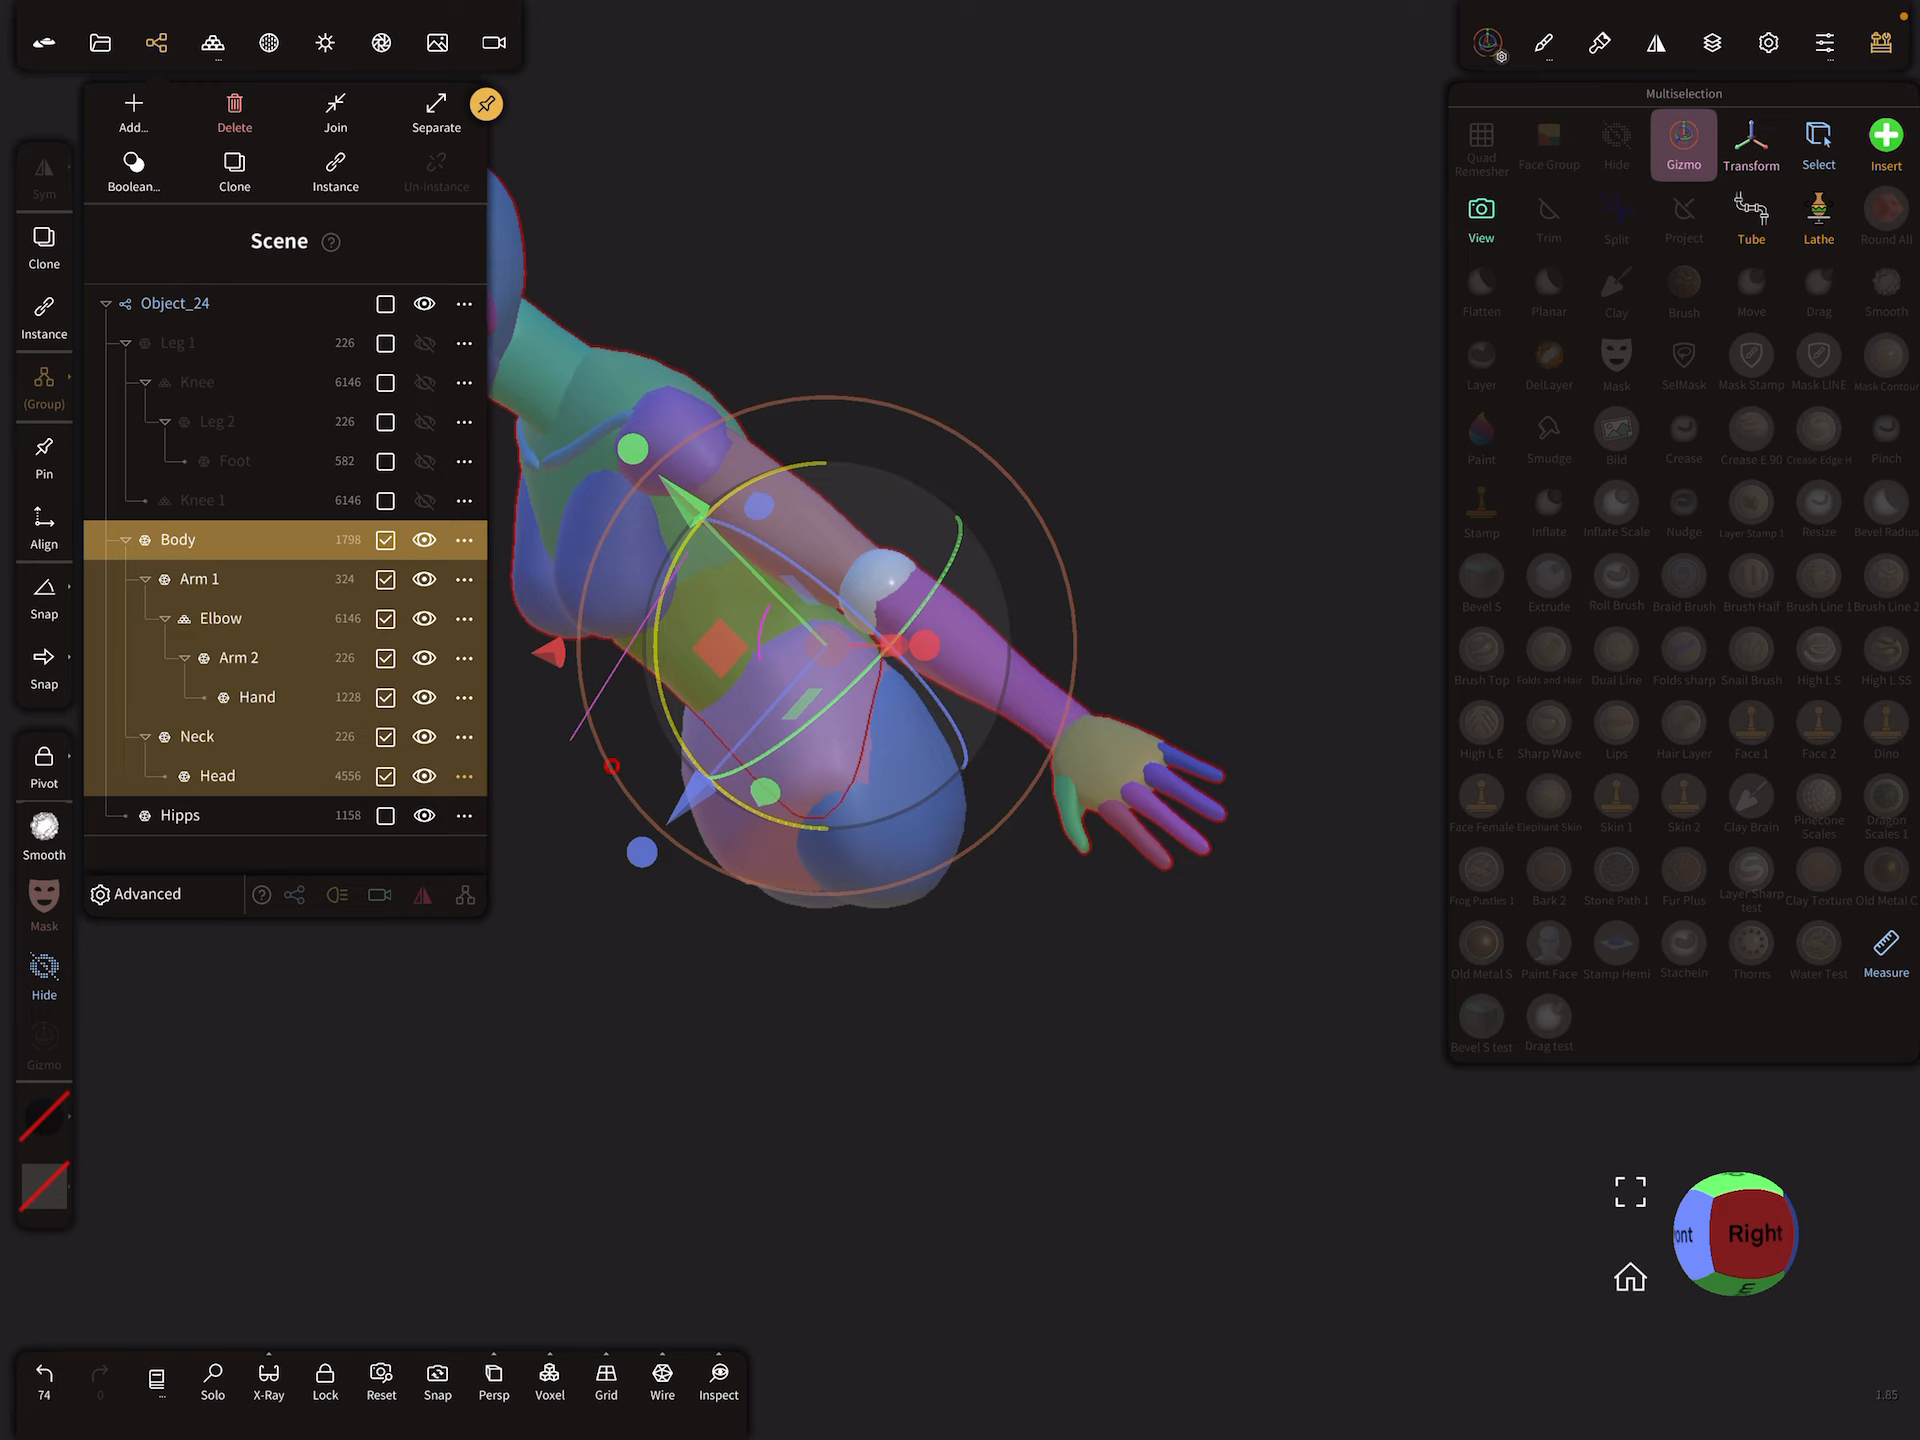 Add...
Delete
Join
Separate
Boolean...
Clone
Instance
Un-instance
Scene
Object_24
Leg 1 226
Knee 6146
Leg 2 226
Foot 582
Knee 1 6146
Body 1798
Arm 1 324
Elbow 6146
Arm 2 226
Hand 1228
Neck 226
Head 4556
Hipps 1158
Advanced
Sym
Clone
Instance
(Group)
Pin
Align
Snap
Snap
Pivot
Smooth
Mask
Hide
Gizmo
Multiselection
Quad Remesher Face Group Hide Gizmo Transform Select Insert
View Trim Split Project Tube Lathe Round All
Flatten Planar Clay Brush Move Drag Smooth
Layer DelLayer Mask SelMask Mask Stamp Mask LINE Mask Contour
Paint Smudge Bild Crease Crease E 90 Crease Edge H Pinch
Stamp Inflate Inflate Scale Nudge Layer Stamp 1 Resize Bevel Radius
Bevel S Extrude Roll Brush Braid Brush Brush Half Brush Line 1 Brush Line 2
Brush Top Folds and Hair Dual Line Folds sharp Snail Brush High L S High L SS
High L E Sharp Wave Lips Hair Layer Face 1 Face 2 Dino
Face Female Elephant Skin Skin 1 Skin 2 Clay Brain Pinecone Scales Dragon Scales 1
Frog Pustles 1 Bark 2 Stone Path 1 Fur Plus Layer Sharp test Clay Texture Old Metal C
Old Metal S Paint Face Stamp Hemi Stacheln Thorns Water Test Measure
Bevel S test Drag test
ont
Right
74
0
Solo
X-Ray
Lock
Reset
Snap
Persp
Voxel
Grid
Wire
Inspect
1.85